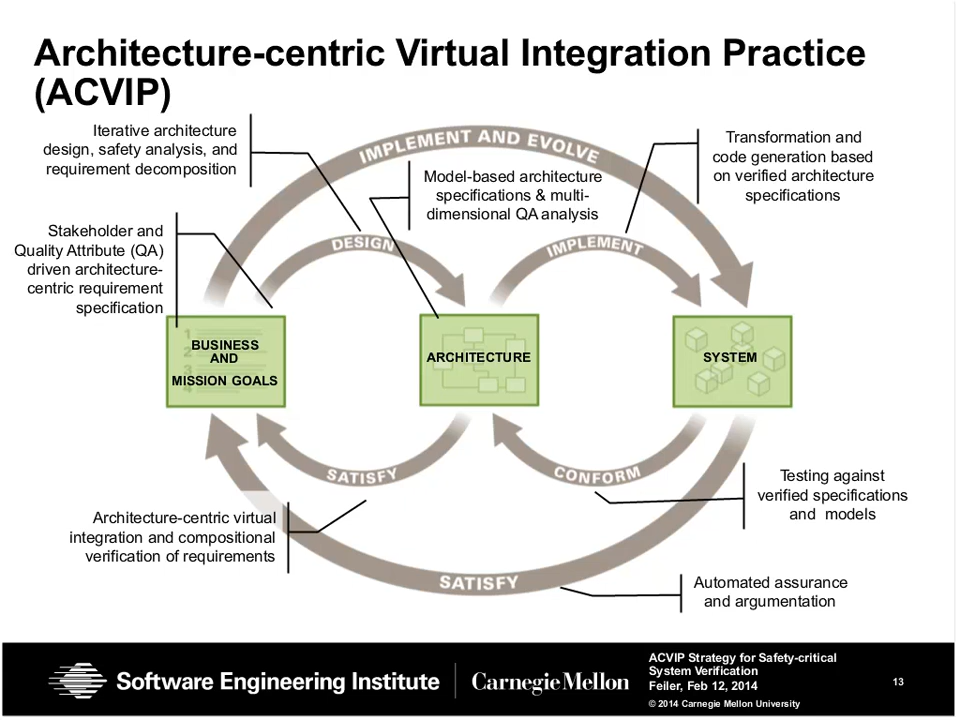 Architecture-centric Virtual Integration Practice
(ACVIP)
Iterative architecture
design, safety analysis, and
requirement decomposition
IMPLEMENT AND EVOLVE
Transformation and
code generation based
on verified architecture
specifications
Model-based architecture
specifications & multi-
dimensional QA analysis
Stakeholder and
Quality Attribute (QA)
driven architecture-
centric requirement
specification
DESIGN
IMPLEMENT
BUSINESS
AND
MISSION GOALS
1
2
3
4
ARCHITECTURE
SYSTEM
SATISFY
CONFORM
Testing against
verified specifications
and models
Architecture-centric virtual
integration and compositional
verification of requirements
SATISFY
Automated assurance
and argumentation
Software Engineering Institute
Carnegie Mellon
ACVIP Strategy for Safety-critical
System Verification
Feiler, Feb 12, 2014
© 2014 Carnegie Mellon University
13